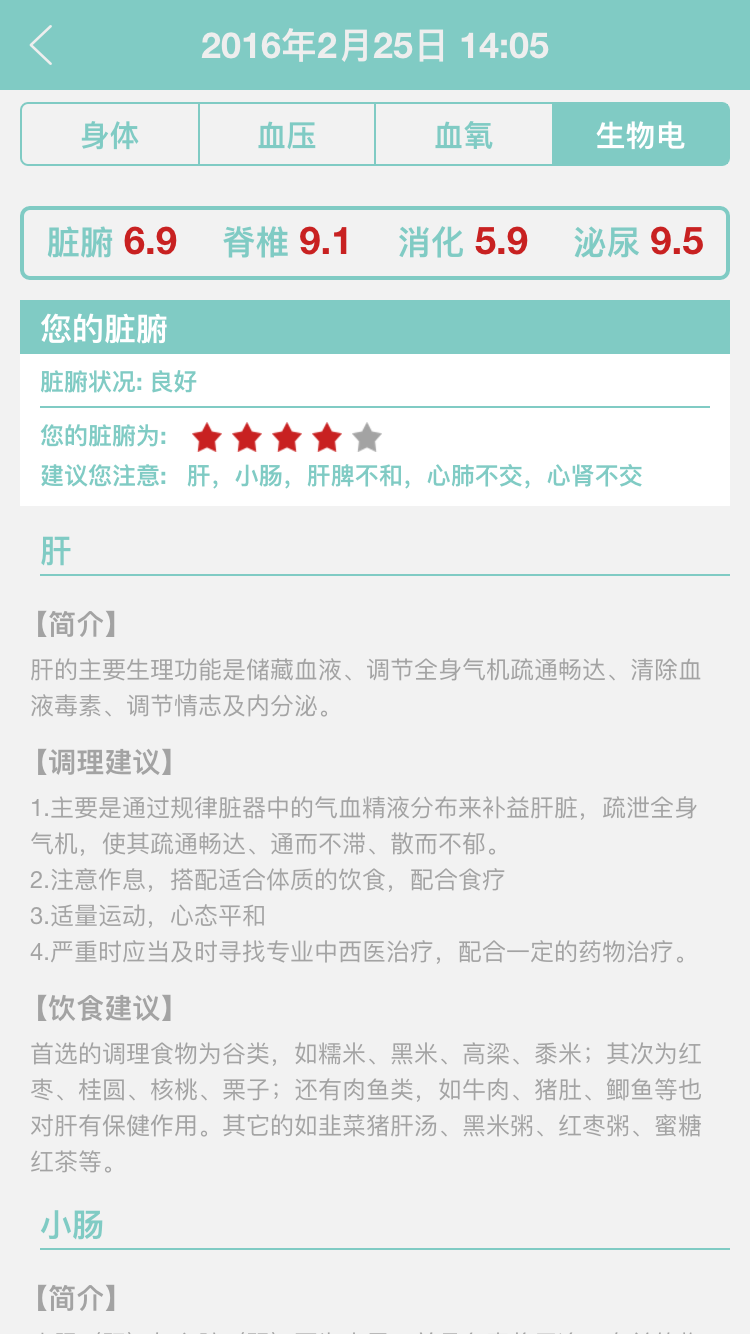 2016年2月25日 14:05
身体 血压 血氧 生物电
脏腑 6.9 脊椎 9.1 消化 5.9 泌尿 9.5
您的脏腑
脏腑状况: 良好
您的脏腑为:
建议您注意: 肝，小肠，肝脾不和，心肺不交，心肾不交
肝
【简介】
肝的主要生理功能是储藏血液、调节全身气机疏通畅达、清除血
液毒素、调节情志及内分泌。
【调理建议】
1.主要是通过规律脏器中的气血精液分布来补益肝脏，疏泄全身
气机，使其疏通畅达、通而不滞、散而不郁。
2.注意作息，搭配适合体质的饮食，配合食疗
3.适量运动，心态平和
4.严重时应当及时寻找专业中西医治疗，配合一定的药物治疗。
【饮食建议】
首选的调理食物为谷类，如糯米、黑米、高梁、黍米；其次为红
枣、桂圆、核桃、栗子；还有肉鱼类，如牛肉、猪肚、鲫鱼等也
对肝有保健作用。其它的如韭菜猪肝汤、黑米粥、红枣粥、蜜糖
红茶等。
小肠
【简介】